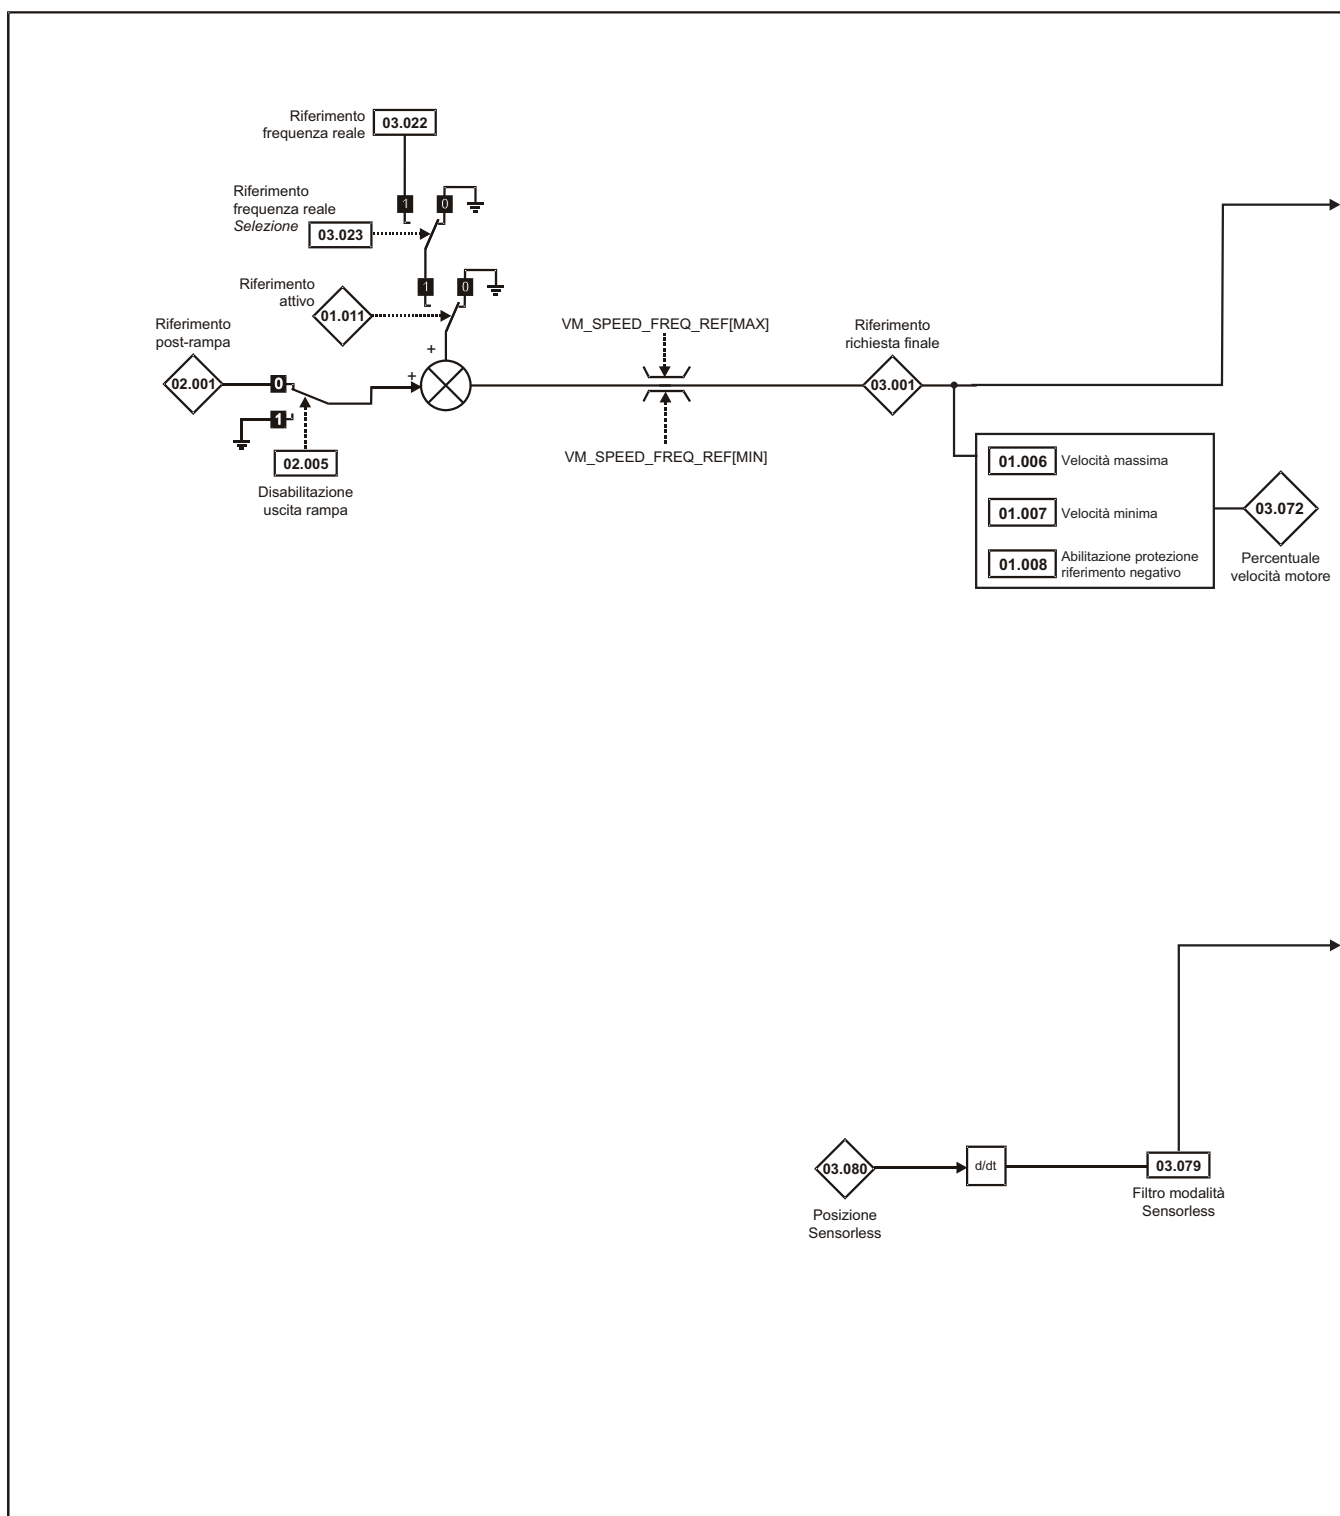 Riferimento
frequenza reale
03.022
Riferimento
frequenza reale
Selezione
03.023
1
0
Riferimento
attivo
01.011
1
0
Riferimento
post-rampa
02.001
0
1
02.005
Disabilitazione
uscita rampa
+
+
VM_SPEED_FREQ_REF[MAX]
VM_SPEED_FREQ_REF[MIN]
Riferimento
richiesta finale
03.001
01.006 Velocità massima
01.007 Velocità minima
01.008 Abilitazione protezione
riferimento negativo
03.072
Percentuale
velocità motore
03.080
Posizione
Sensorless
d/dt
03.079
Filtro modalità
Sensorless